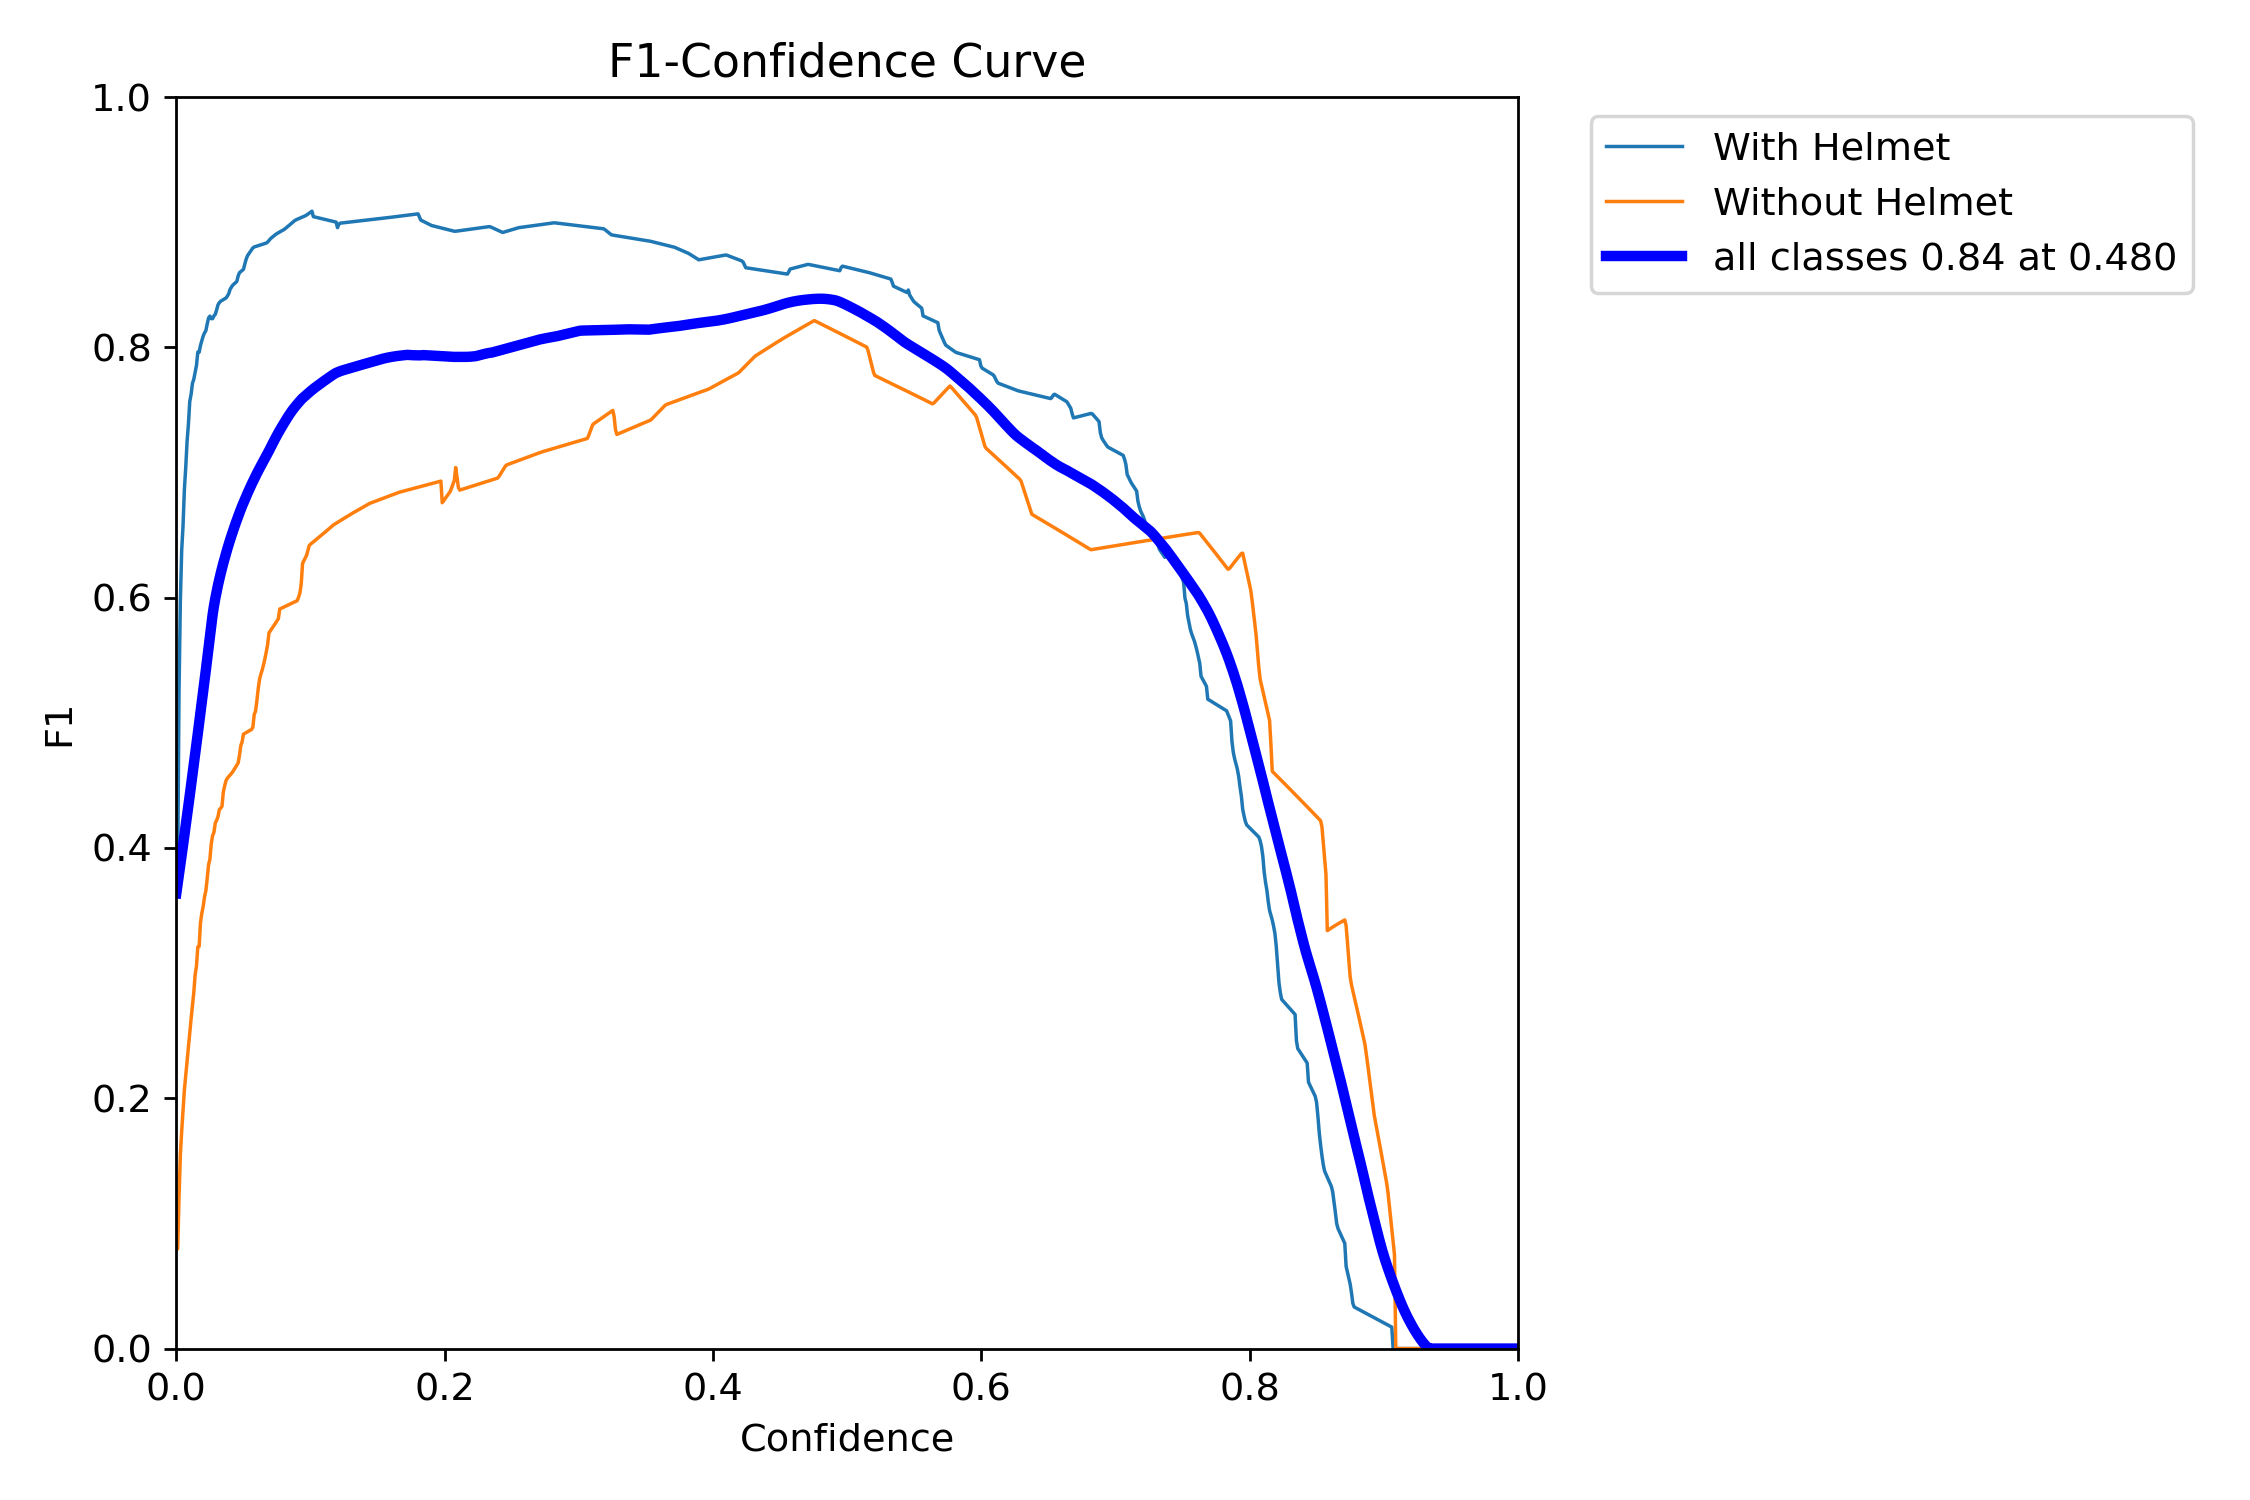 F1-Confidence Curve
1.0
0.8
0.6
0.4
0.2
0.0
F1
0.0 0.2 0.4 0.6 0.8 1.0
Confidence
With Helmet
Without Helmet
all classes 0.84 at 0.480